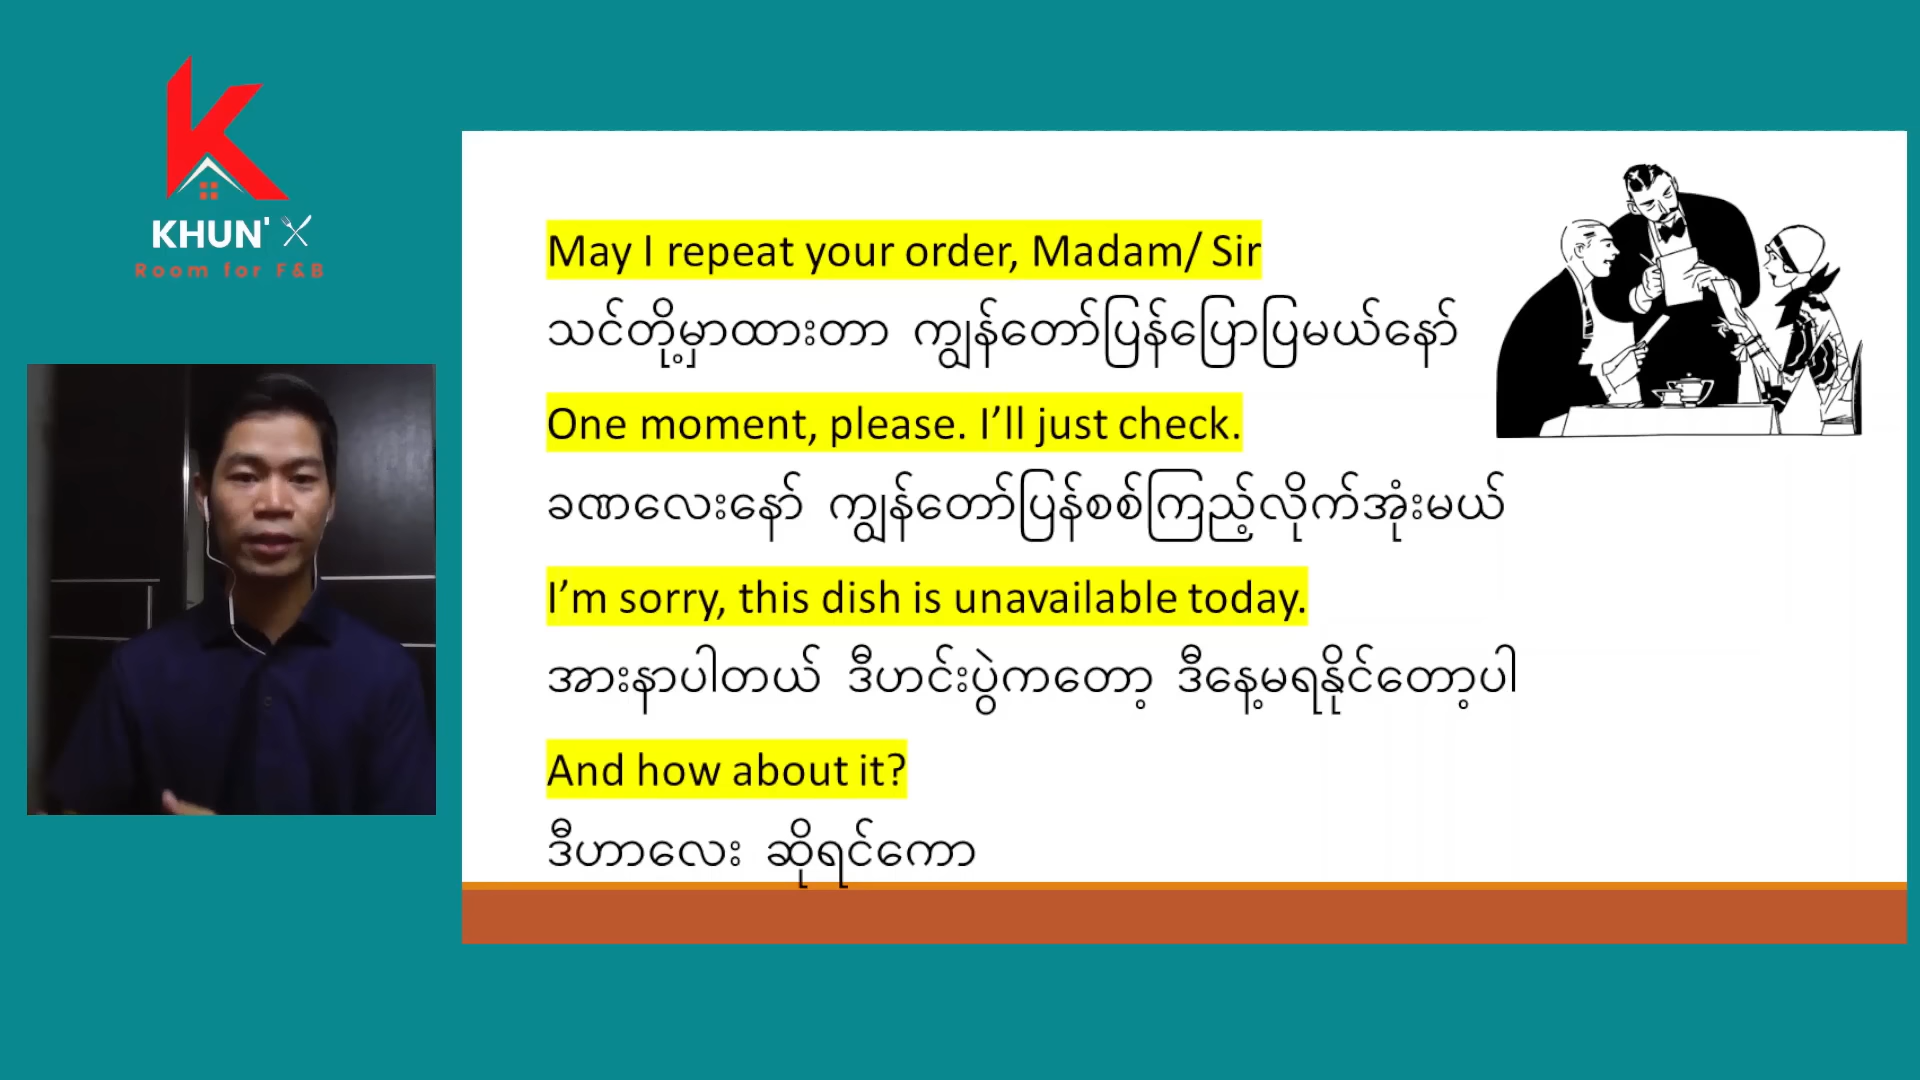 KHUN'
Room for F&B
May I repeat your order, Madam/ Sir
သင်တို့မှာထားတာ ကျွန်တော်ပြန်ပြောပြမယ်နော်
One moment, please. I’ll just check.
ခဏလေးနော် ကျွန်တော်ပြန်စစ်ကြည့်လိုက်အုံးမယ်
I’m sorry, this dish is unavailable today.
အားနာပါတယ် ဒီဟင်းပွဲကတော့ ဒီနေ့မရနိုင်တော့ပါ
And how about it?
ဒီဟာလေး ဆိုရင်ကော